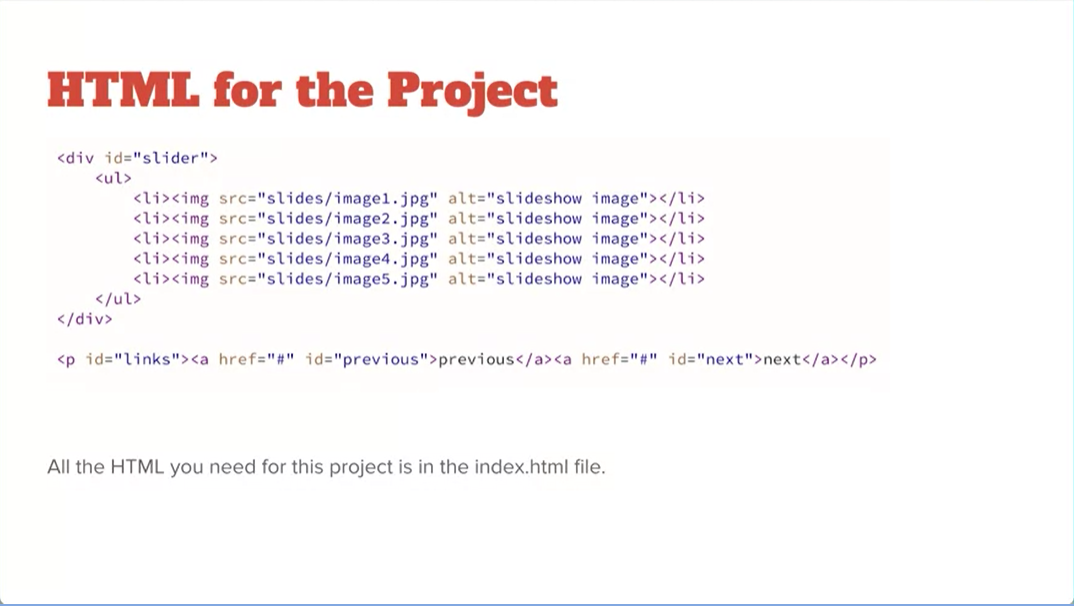 HTML for the Project
<div id="slider">
    <ul>
        <li><img src="slides/image1.jpg" alt="slideshow image"></li>
        <li><img src="slides/image2.jpg" alt="slideshow image"></li>
        <li><img src="slides/image3.jpg" alt="slideshow image"></li>
        <li><img src="slides/image4.jpg" alt="slideshow image"></li>
        <li><img src="slides/image5.jpg" alt="slideshow image"></li>
    </ul>
</div>
<p id="links"><a href="#" id="previous">previous</a><a href="#" id="next">next</a></p>
All the HTML you need for this project is in the index.html file.